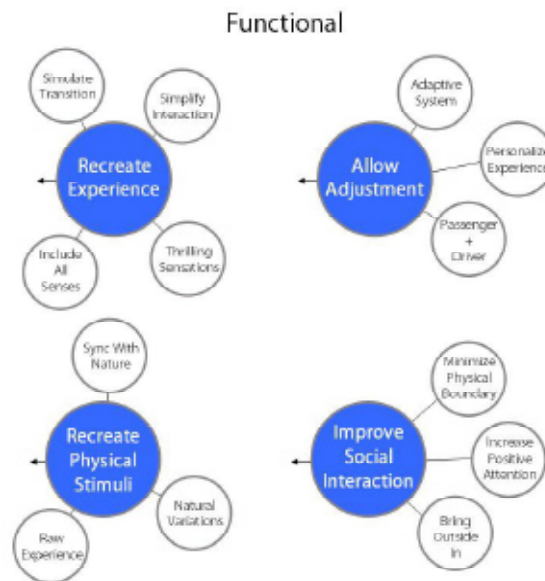 Functional
Simulate
Transition
Simplify
Interaction
Recreate
Experience
Include
All
Senses
Thrilling
Sensations
Adaptive
System
Allow
Adjustment
Personalize
Experience
Passenger
+
Driver
Sync With
Nature
Recreate
Physical
Stimuli
Raw
Experience
Natural
Variations
Minimize
Physical
Boundary
Improve
Social
Interaction
Increase
Positive
Attention
Bring
Outside
In